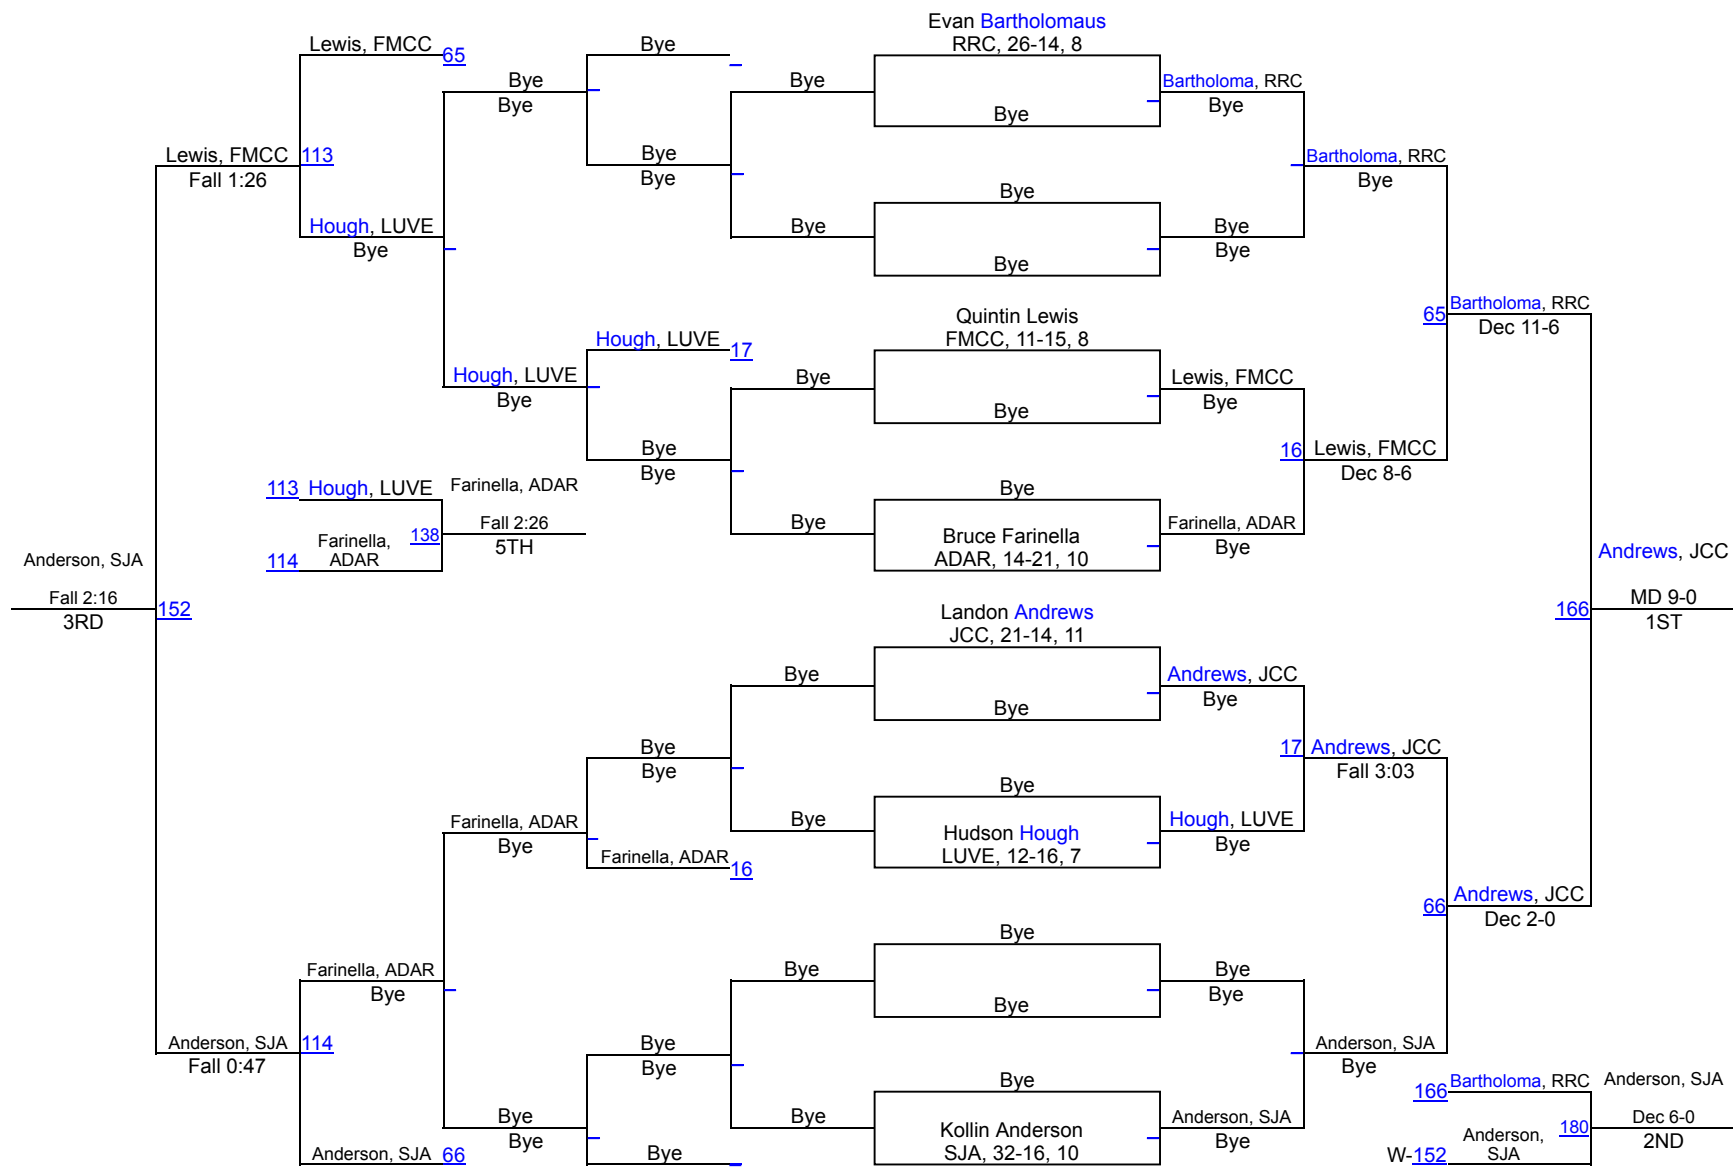 Evan Bartholomaus
RRC, 26-14, 8
Lewis, FMCC
65
Bye
Bye
Bye
Bye
Bartholoma, RRC
Bye
Bye
Lewis, FMCC
113
Fall 1:26
Bye
Bye
Bartholoma, RRC
Bye
Bye
Hough, LUVE
Bye
Bye
Bye
Bye
Bye
Quintin Lewis
FMCC, 11-15, 8
65
Bartholoma, RRC
Dec 11-6
Hough, LUVE
17
Hough, LUVE
Bye
Bye
Bye
Lewis, FMCC
Bye
Bye
Bye
16
Lewis, FMCC
Dec 8-6
113
Hough, LUVE
Farinella, ADAR
Fall 2:26
5TH
138
114
Farinella,
ADAR
Bye
Bye
Bruce Farinella
ADAR, 14-21, 10
Farinella, ADAR
Bye
Anderson, SJA
Fall 2:16
3RD
152
Landon Andrews
JCC, 21-14, 11
Andrews, JCC
166
MD 9-0
1ST
Bye
Bye
Andrews, JCC
Bye
Bye
Bye
17
Andrews, JCC
Fall 3:03
Farinella, ADAR
Bye
Farinella, ADAR
16
Bye
Bye
Hudson Hough
LUVE, 12-16, 7
Hough, LUVE
Bye
66
Andrews, JCC
Dec 2-0
Farinella, ADAR
Bye
Bye
Bye
Bye
Bye
Bye
Anderson, SJA
114
Fall 0:47
Bye
Bye
Anderson, SJA
Bye
Bye
Bye
Bye
Bye
Kollin Anderson
SJA, 32-16, 10
Anderson, SJA
Bye
Anderson, SJA
66
Bye
166
Bartholoma, RRC
Anderson, SJA
Dec 6-0
2ND
180
W-152
Anderson,
SJA